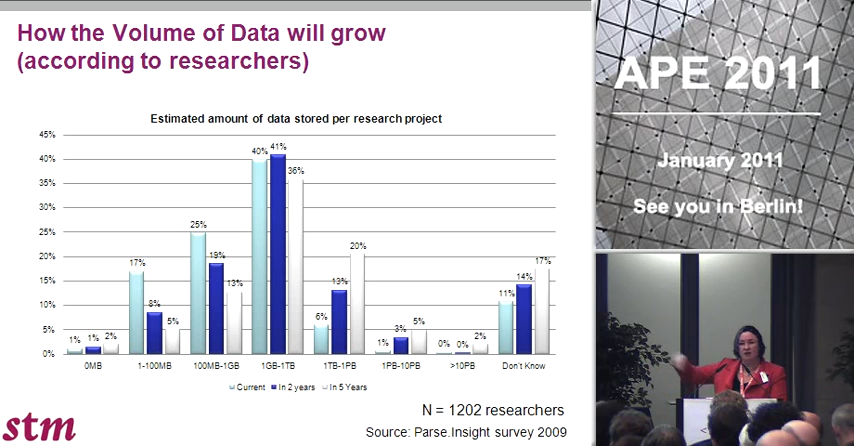 How the Volume of Data will grow
(according to researchers)
Estimated amount of data stored per research project
45%
40%
35%
30%
25%
20%
15%
10%
5%
0%
1% 1% 2%
17% 8% 5%
25% 19% 13%
40% 41% 36%
6% 13% 20%
1% 3% 5%
0% 0% 2%
11% 14% 17%
0MB 1-100MB 100MB-1GB 1GB-1TB 1TB-1PB 1PB-10PB >10PB Don't Know
Current In 2 years In 5 Years
N = 1202 researchers
Source: Parse.Insight survey 2009
stm
APE 2011
January 2011
See you in Berlin!